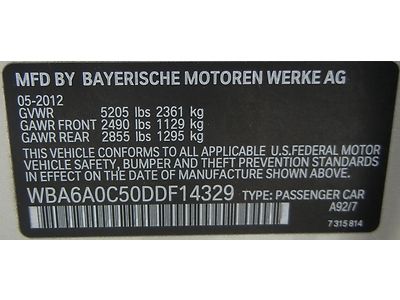 MFD BY BAYERISCHE MOTOREN WERKE AG
05-2012
GVWR 5205 lbs 2361 kg
GAWR FRONT 2490 lbs 1129 kg
GAWR REAR 2855 lbs 1295 kg
THIS VEHICLE CONFORMS TO ALL APPLICABLE U.S.FEDERAL MOTOR
VEHICLE SAFETY, BUMPER, AND THEFT PREVENTION STANDARDS
IN EFFECT ON THE DATE OF MANUFACTURE SHOWN ABOVE.
WBA6A0C50DDF14329 TYPE: PASSENGER CAR
A92/7
7 315 814